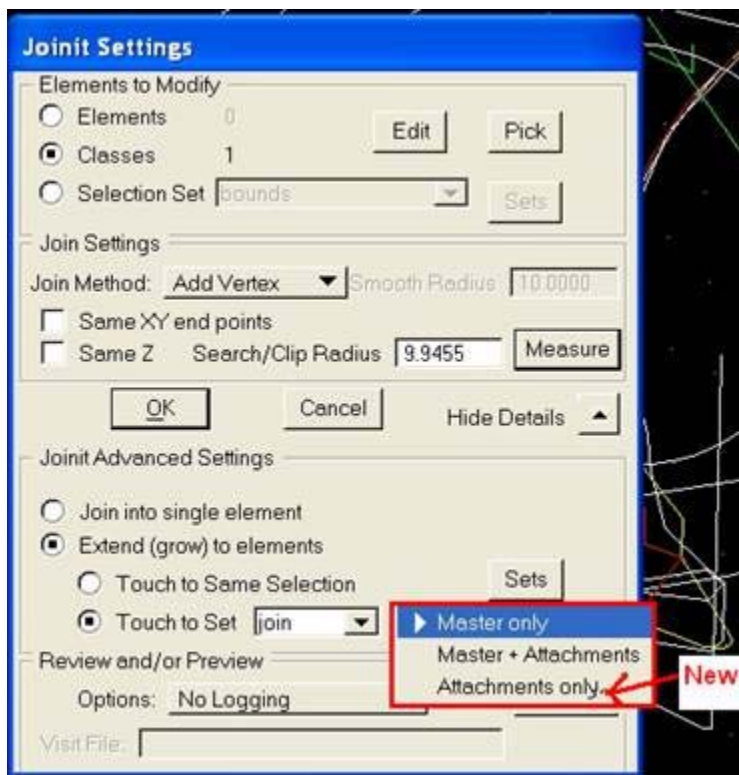 Joinit Settings
Elements to Modify
Elements 0
Edit Pick
Classes 1
Selection Set bounds Sets
Join Settings
Join Method: Add Vertex Smooth Radius 10.0000
Same XY end points
Same Z Search/Clip Radius 9.9455 Measure
OK Cancel Hide Details
Joinit Advanced Settings
Join into single element
Extend (grow) to elements
Touch to Same Selection Sets
Touch to Set join Master only
Master + Attachments
Review and/or Preview
Attachments only New
Options: No Logging
Visit File: